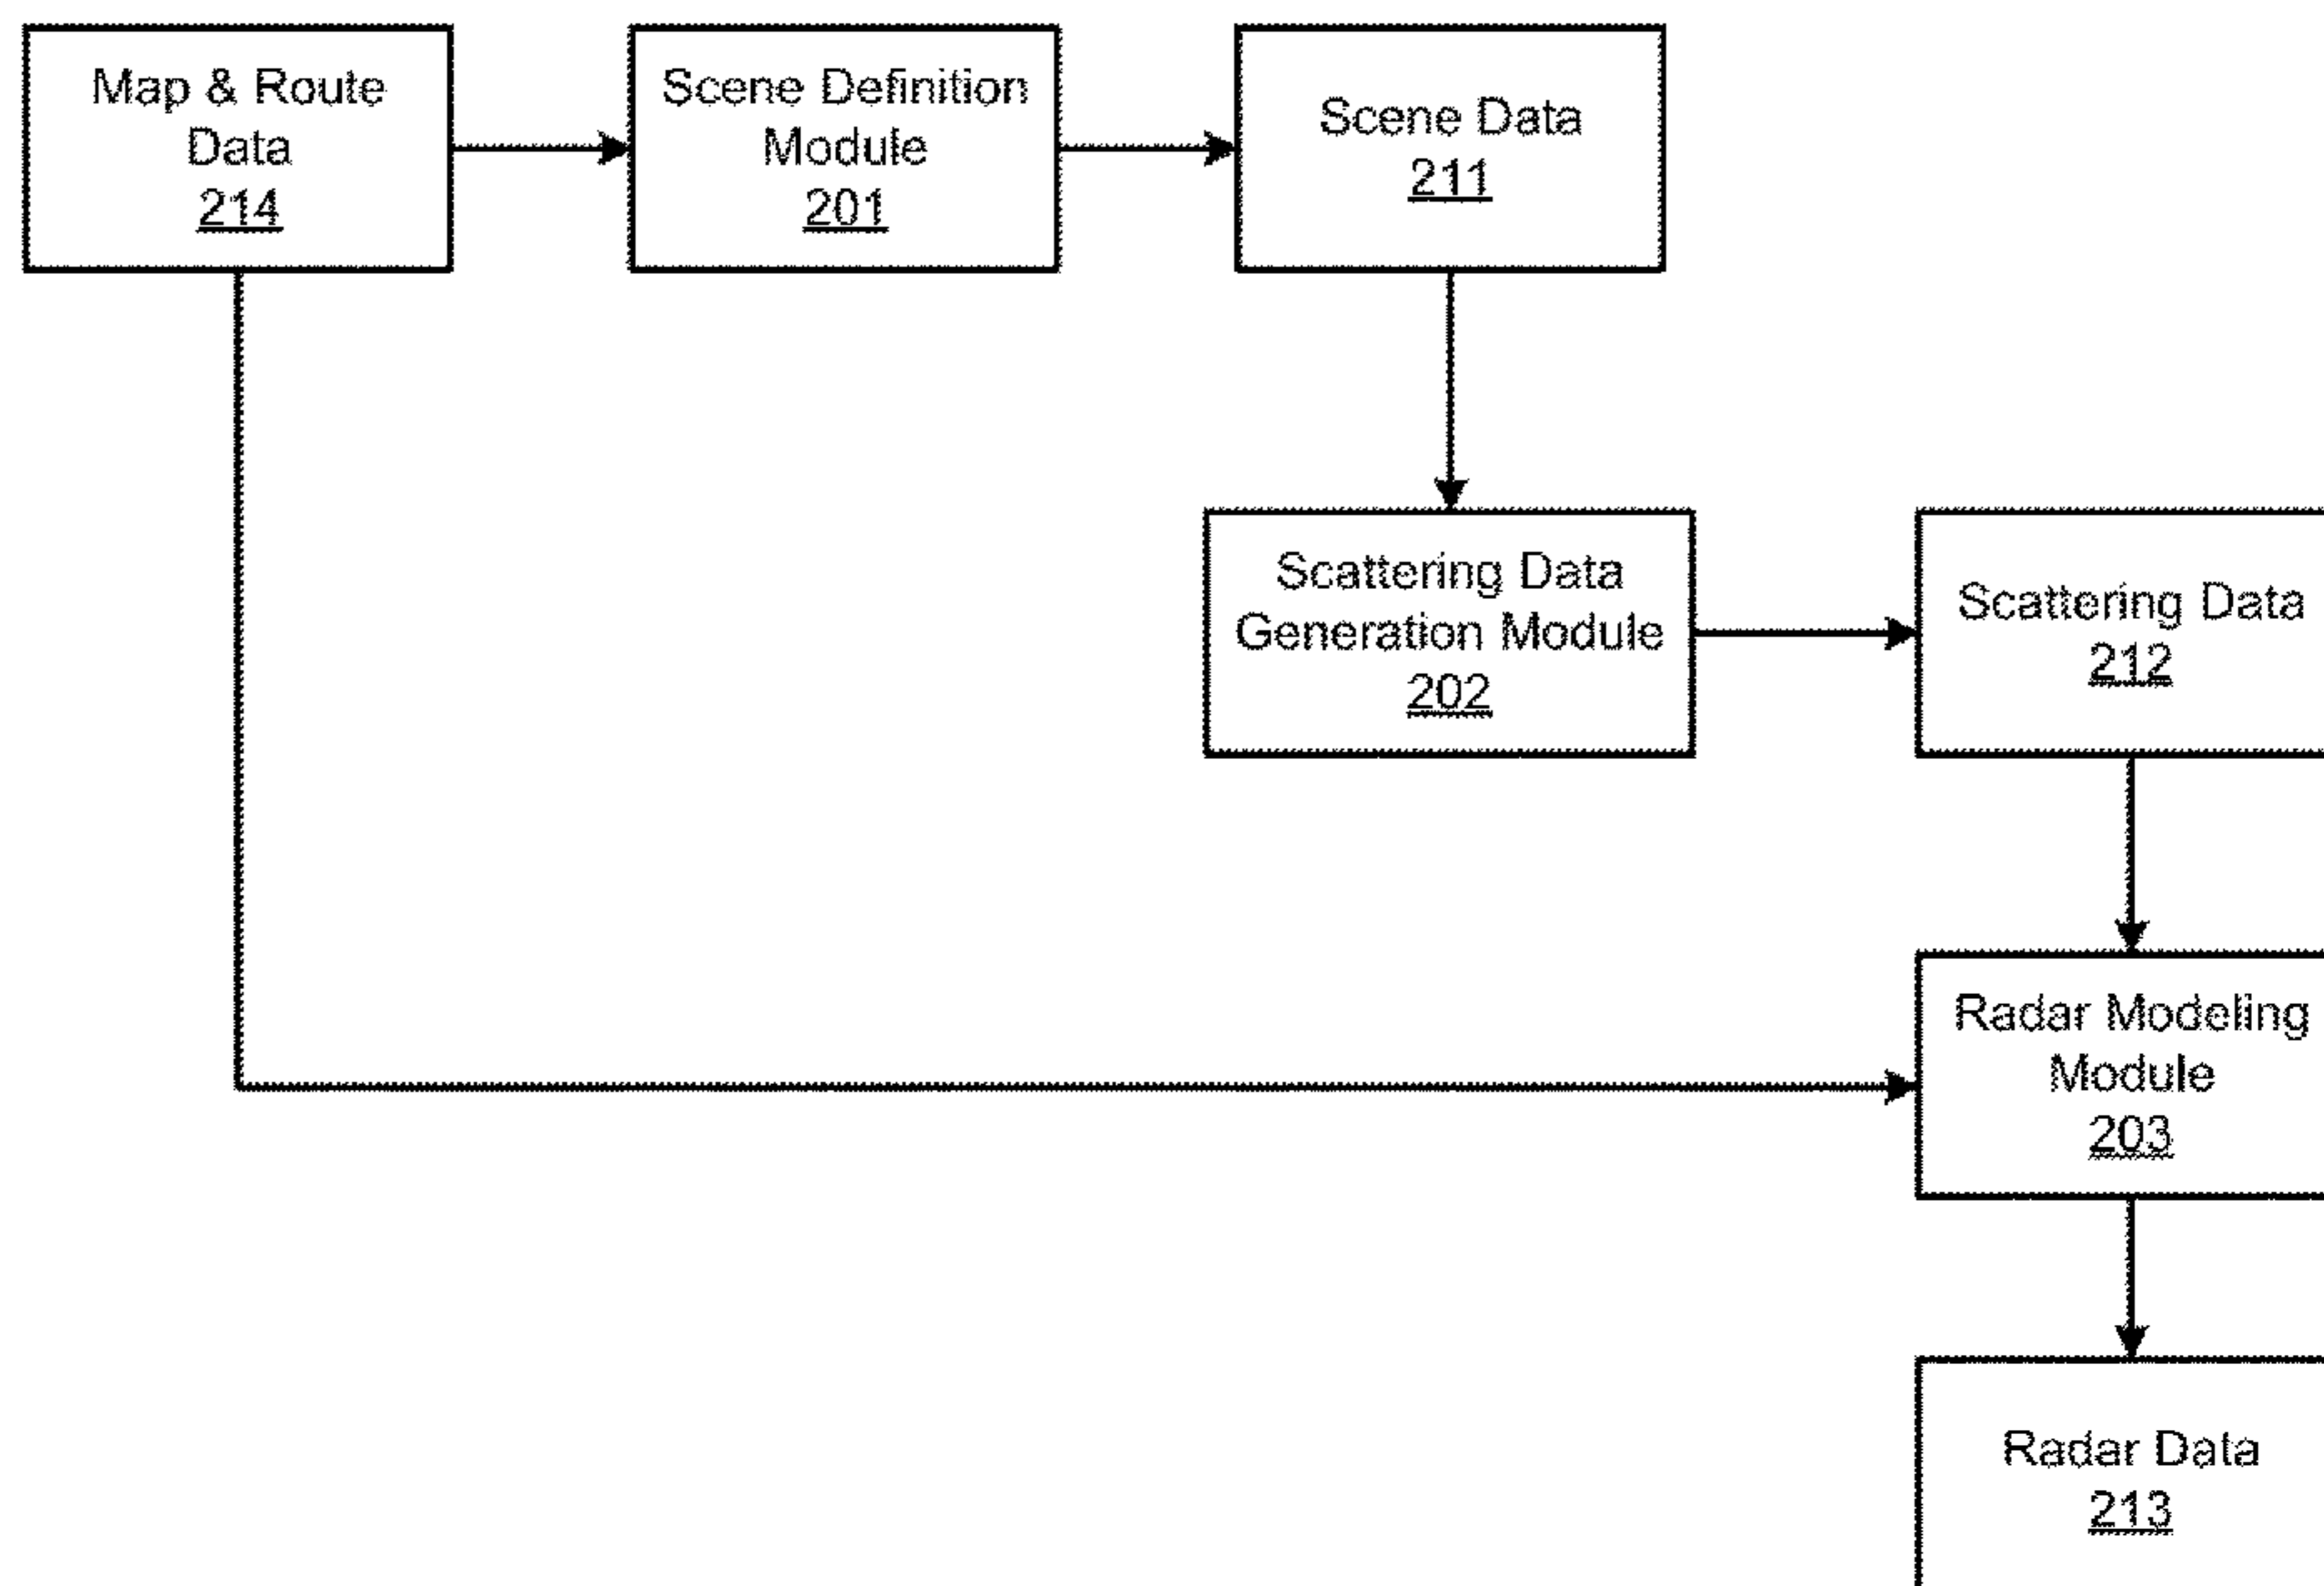 Map & Route
Data
214
Scene Definition
Module
201
Scene Data
211
Scattering Data
Generation Module
202
Scattering Data
212
Radar Modeling
Module
203
Radar Data
213